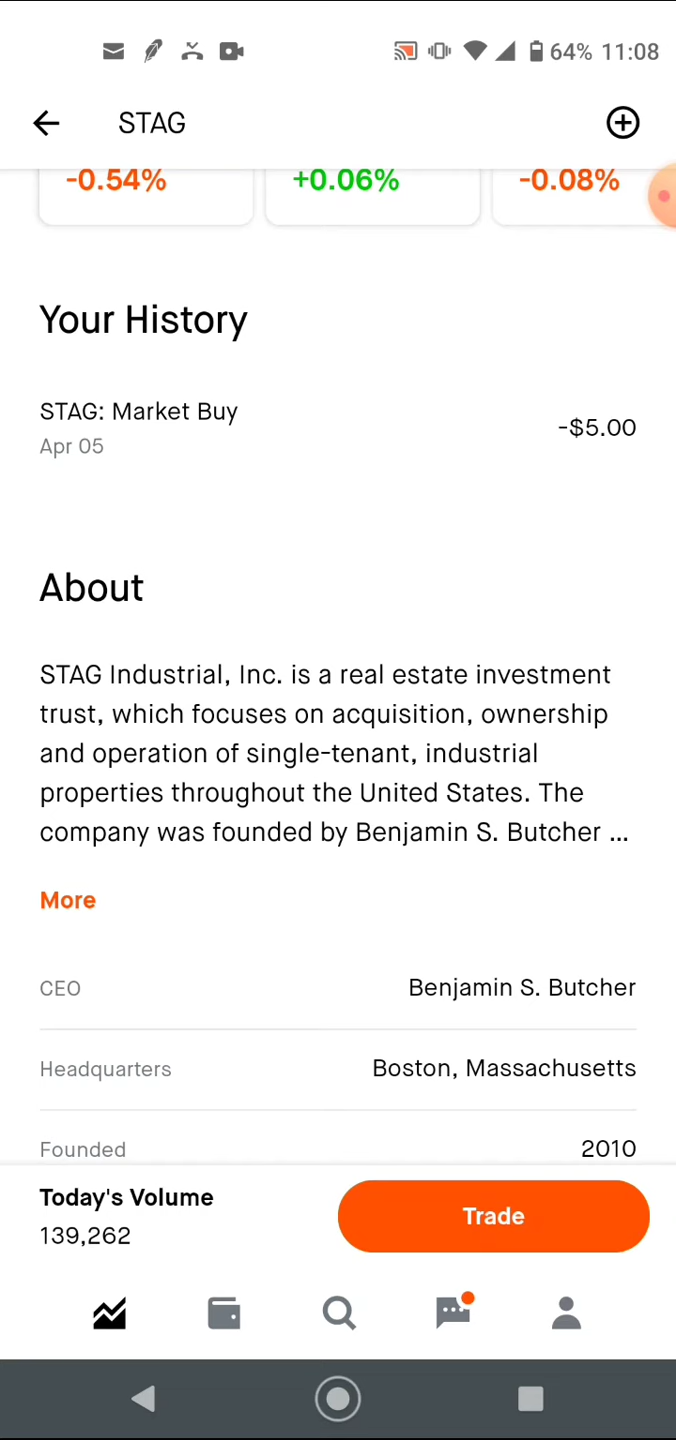 64% 11:08
STAG
-0.54% +0.06% -0.08%
Your History
STAG: Market Buy
-$5.00
Apr 05
About
STAG Industrial, Inc. is a real estate investment
trust, which focuses on acquisition, ownership
and operation of single-tenant, industrial
properties throughout the United States. The
company was founded by Benjamin S. Butcher ...
More
CEO Benjamin S. Butcher
Headquarters Boston, Massachusetts
Founded 2010
Today's Volume
139,262
Trade